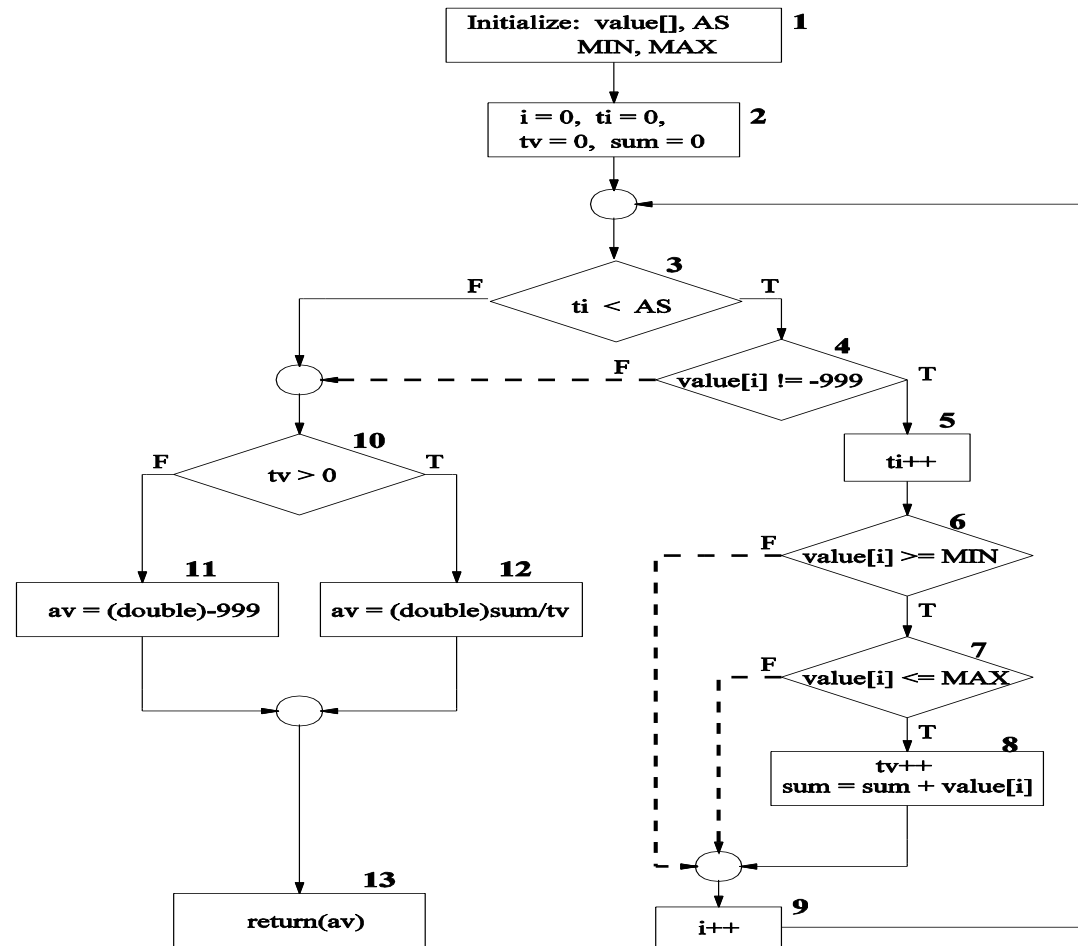 Initialize: value[], AS
MIN, MAX
1
i = 0, ti = 0,
tv = 0, sum = 0
2
3
F
T
ti < AS
4
F
value[i] != -999
T
5
ti++
10
F
T
tv > 0
6
F
value[i] >= MIN
T
11
av = (double)-999
12
av = (double)sum/tv
7
F
value[i] <= MAX
T
8
tv++
sum = sum + value[i]
13
return(av)
9
i++